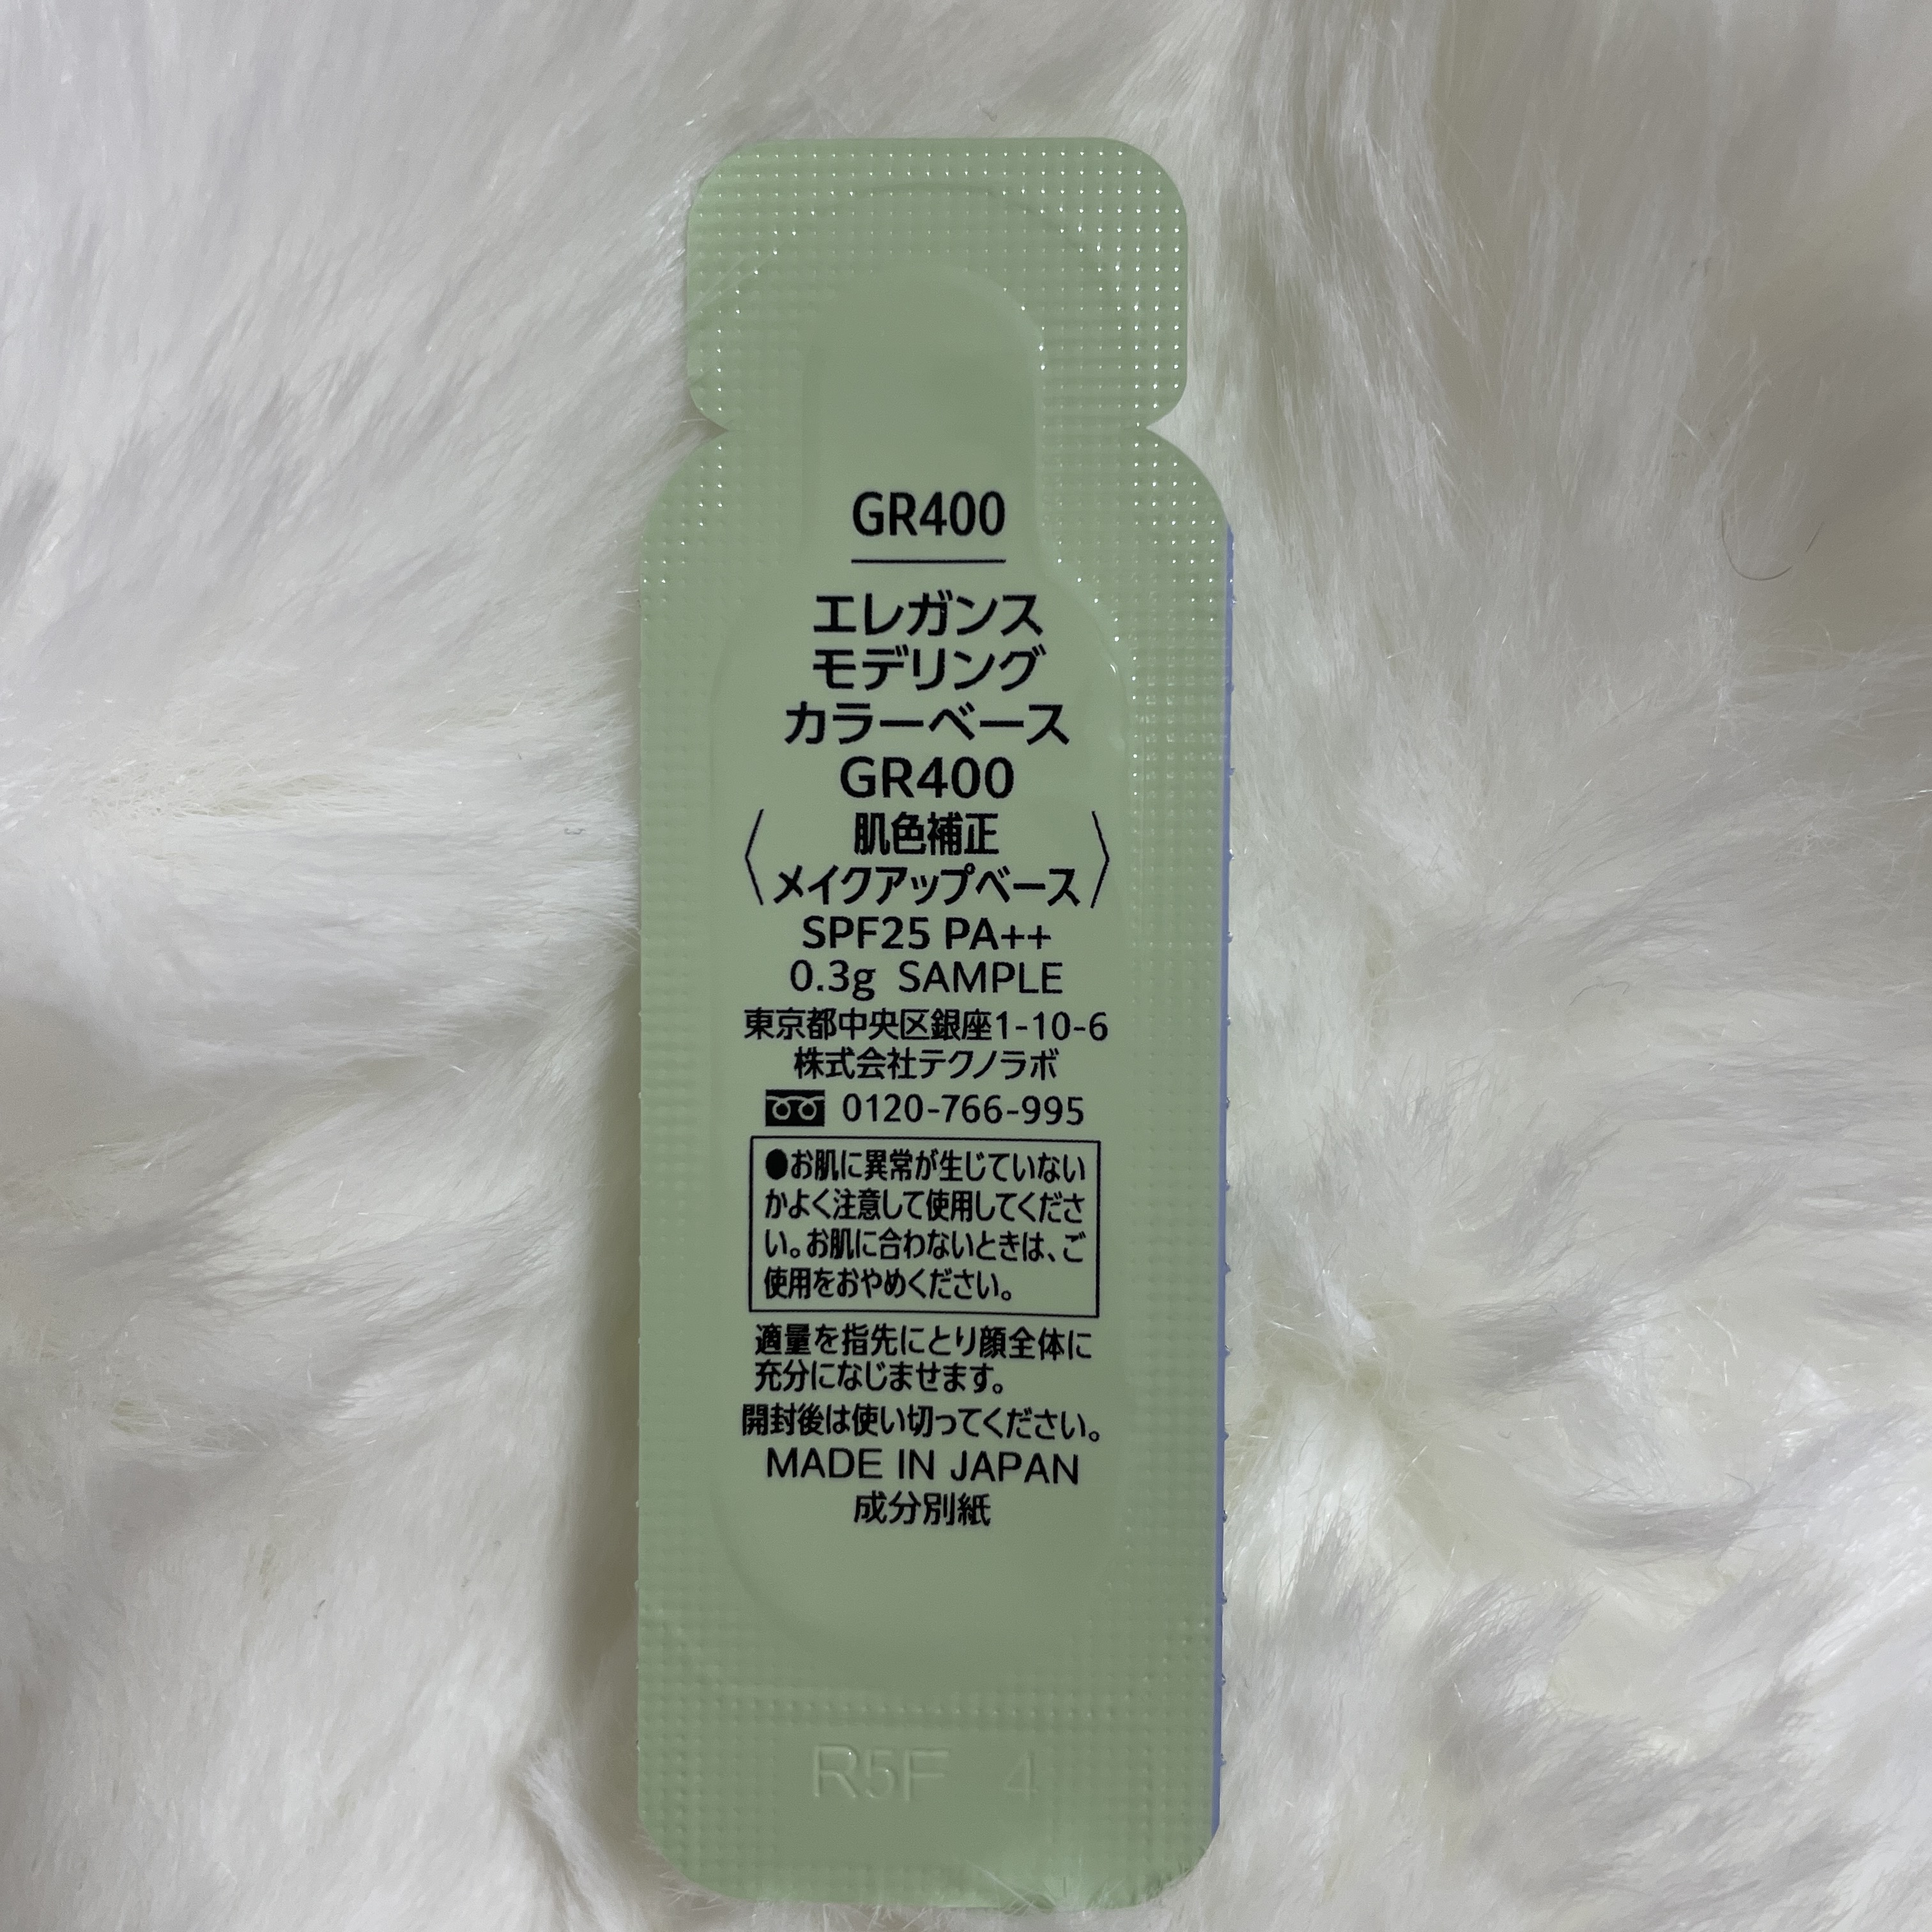 GR400
エレガンス
モデリング
カラーベース
GR400
〈肌色補正
メイクアップベース〉
SPF25 PA++
0.3g SAMPLE
東京都中央区銀座1-10-6
株式会社テクノラボ
0120-766-995
●お肌に異常が生じていない
かよく注意して使用してくださ
い。お肌に合わないときは、ご
使用をおやめください。
適量を指先にとり顔全体に
充分になじませます。
開封後は使い切ってください。
MADE IN JAPAN
成分別紙
R5F 4